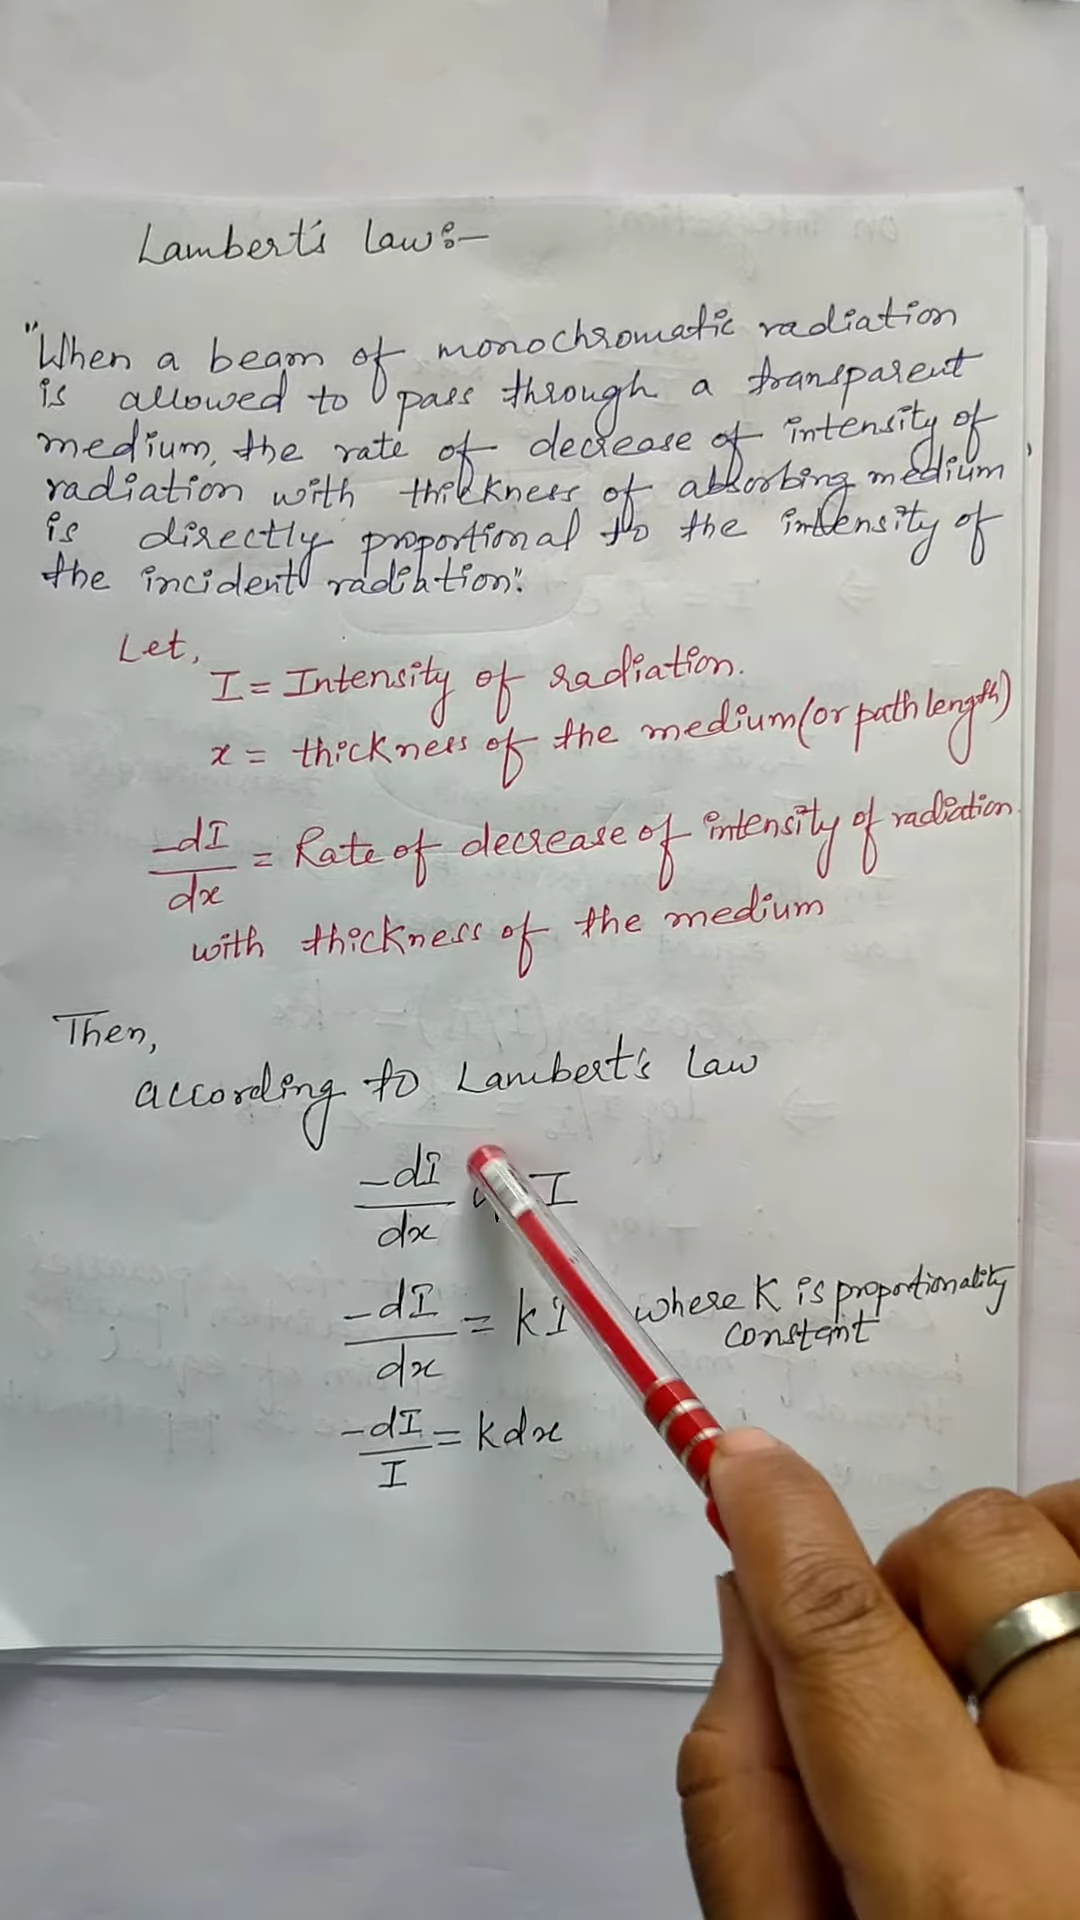 Lambert's Law:-
"When a beam of monochromatic radiation
is allowed to pass through a transparent
medium, the rate of decrease of intensity of
radiation with thickness of absorbing medium
is directly proportional to the intensity of
the incident radiation".
Let,
I = Intensity of radiation.
x = thickness of the medium (or path length)
-dI/dx = Rate of decrease of intensity of radiation
with thickness of the medium
Then,
according to Lambert's Law
-dI/dx ∝ I
-dI/dx = kI where K is proportionality
constant
-dI/I = kdx